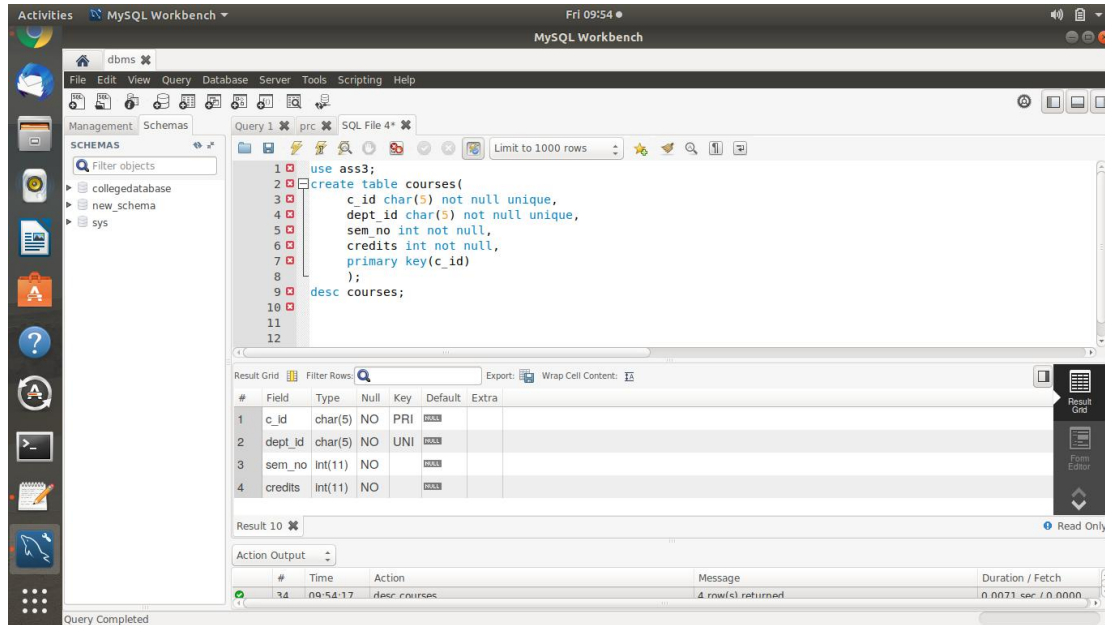 Activities MySQL Workbench Fri 09:54
MySQL Workbench
dbms
File Edit View Query Database Server Tools Scripting Help
Management Schemas Query 1 prc SQL File 4*
SCHEMAS Limit to 1000 rows
Filter objects
collegedatabase
new_schema
sys
1 use ass3;
2 create table courses(
3 c_id char(5) not null unique,
4 dept_id char(5) not null unique,
5 sem_no int not null,
6 credits int not null,
7 primary key(c_id)
8 );
9 desc courses;
10
11
12
Result Grid Filter Rows: Export: Wrap Cell Content:
# Field Type Null Key Default Extra
1 c_id char(5) NO PRI NULL
2 dept_id char(5) NO UNI NULL
3 sem_no int(11) NO NULL
4 credits int(11) NO NULL
Result Grid
Form Editor
Result 10 Read Only
Action Output
# Time Action Message Duration / Fetch
34 09:54:17 desc courses 4 row(s) returned 0.0071 sec / 0.0000
Query Completed